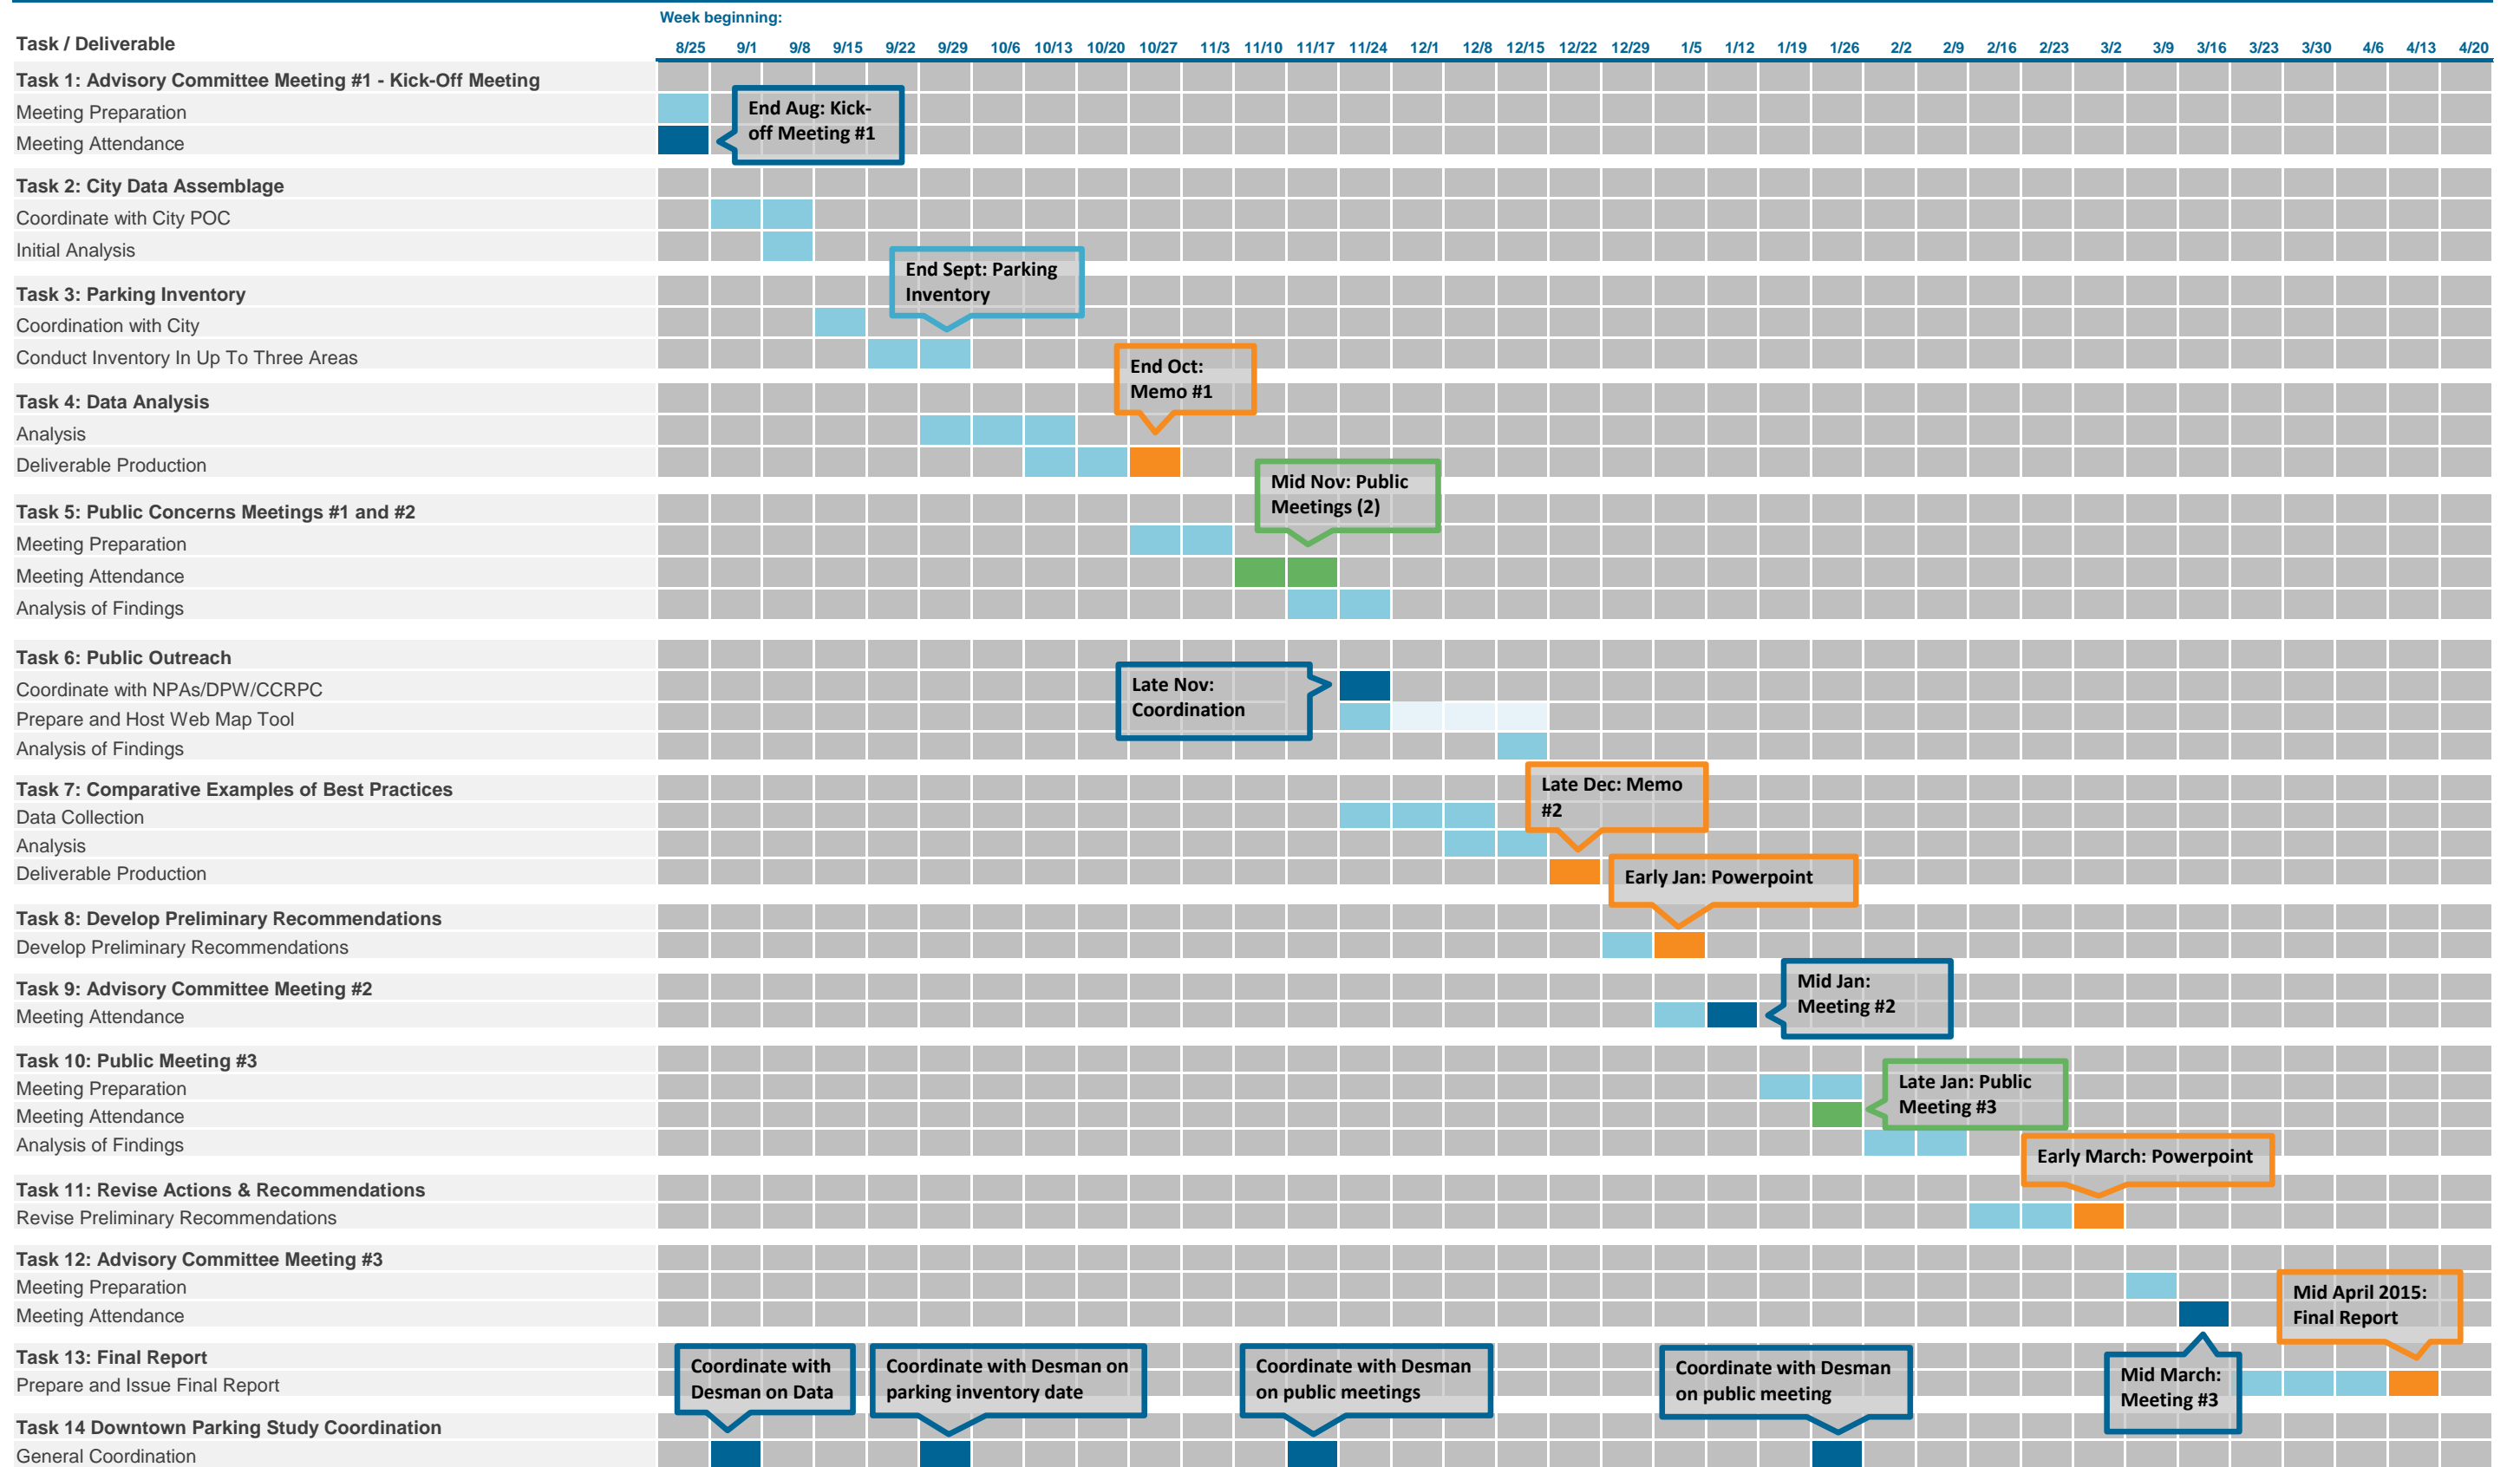 Week beginning:
Task / Deliverable
8/25 9/1 9/8 9/15 9/22 9/29 10/6 10/13 10/20 10/27 11/3 11/10 11/17 11/24 12/1 12/8 12/15 12/22 12/29 1/5 1/12 1/19 1/26 2/2 2/9 2/16 2/23 3/2 3/9 3/16 3/23 3/30 4/6 4/13 4/20
Task 1: Advisory Committee Meeting #1 - Kick-Off Meeting
Meeting Preparation
Meeting Attendance
End Aug: Kick-
off Meeting #1
Task 2: City Data Assemblage
Coordinate with City POC
Initial Analysis
Task 3: Parking Inventory
Coordination with City
Conduct Inventory In Up To Three Areas
End Sept: Parking
Inventory
Task 4: Data Analysis
Analysis
Deliverable Production
End Oct:
Memo #1
Task 5: Public Concerns Meetings #1 and #2
Meeting Preparation
Meeting Attendance
Analysis of Findings
Mid Nov: Public
Meetings (2)
Task 6: Public Outreach
Coordinate with NPAs/DPW/CCRPC
Prepare and Host Web Map Tool
Analysis of Findings
Late Nov:
Coordination
Task 7: Comparative Examples of Best Practices
Data Collection
Analysis
Deliverable Production
Late Dec: Memo
#2
Task 8: Develop Preliminary Recommendations
Develop Preliminary Recommendations
Early Jan: Powerpoint
Task 9: Advisory Committee Meeting #2
Meeting Attendance
Mid Jan:
Meeting #2
Task 10: Public Meeting #3
Meeting Preparation
Meeting Attendance
Analysis of Findings
Late Jan: Public
Meeting #3
Task 11: Revise Actions & Recommendations
Revise Preliminary Recommendations
Early March: Powerpoint
Task 12: Advisory Committee Meeting #3
Meeting Preparation
Meeting Attendance
Mid April 2015:
Final Report
Task 13: Final Report
Prepare and Issue Final Report
Coordinate with
Desman on Data
Coordinate with Desman on
parking inventory date
Coordinate with Desman
on public meetings
Coordinate with Desman
on public meeting
Mid March:
Meeting #3
Task 14 Downtown Parking Study Coordination
General Coordination